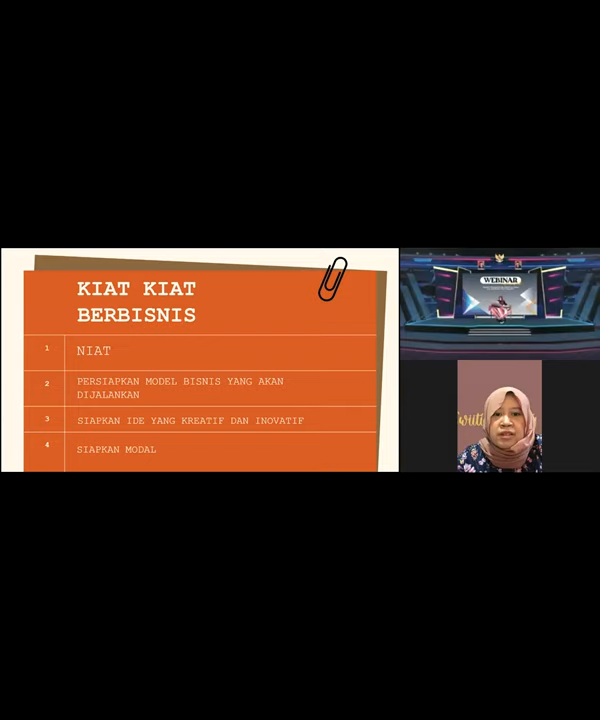 KIAT KIAT
BERBISNIS
1 NIAT
2 PERSIAPKAN MODEL BISNIS YANG AKAN
DIJALANKAN
3 SIAPKAN IDE YANG KREATIF DAN INOVATIF
4 SIAPKAN MODAL
WEBINAR